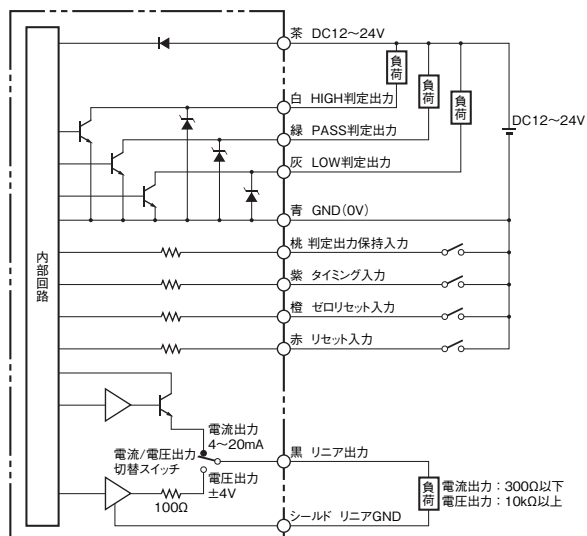 茶 DC12～24V
負荷
負荷
負荷
白 HIGH判定出力
DC12～24V
緑 PASS判定出力
灰 LOW判定出力
青 GND(0V)
桃 判定出力保持入力
内部回路
紫 タイミング入力
橙 ゼロリセット入力
赤 リセット入力
電流出力
4～20mA
黒 リニア出力
電流/電圧出力
切替スイッチ
電圧出力
±4V
100Ω
負荷
電流出力：300Ω以下
電圧出力：10kΩ以上
シールド リニアGND